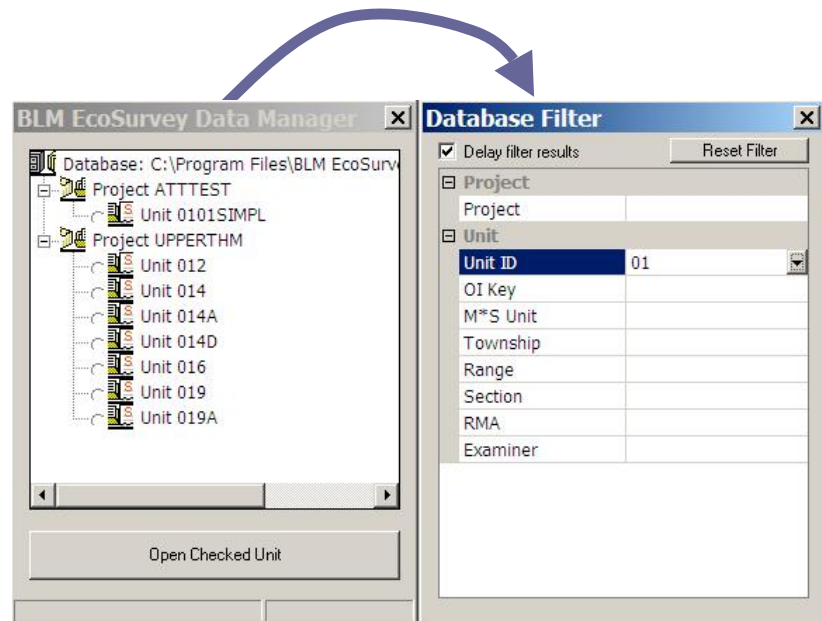 BLM EcoSurvey Data Manager
Database: C:\Program Files\BLM EcoSurve
Project ATTTEST
Unit 0101SIMPL
Project UPPERTHM
Unit 012
Unit 014
Unit 014A
Unit 014D
Unit 016
Unit 019
Unit 019A
Open Checked Unit
Database Filter
Delay filter results
Reset Filter
Project
Project
Unit
Unit ID 01
OI Key
M*S Unit
Township
Range
Section
RMA
Examiner